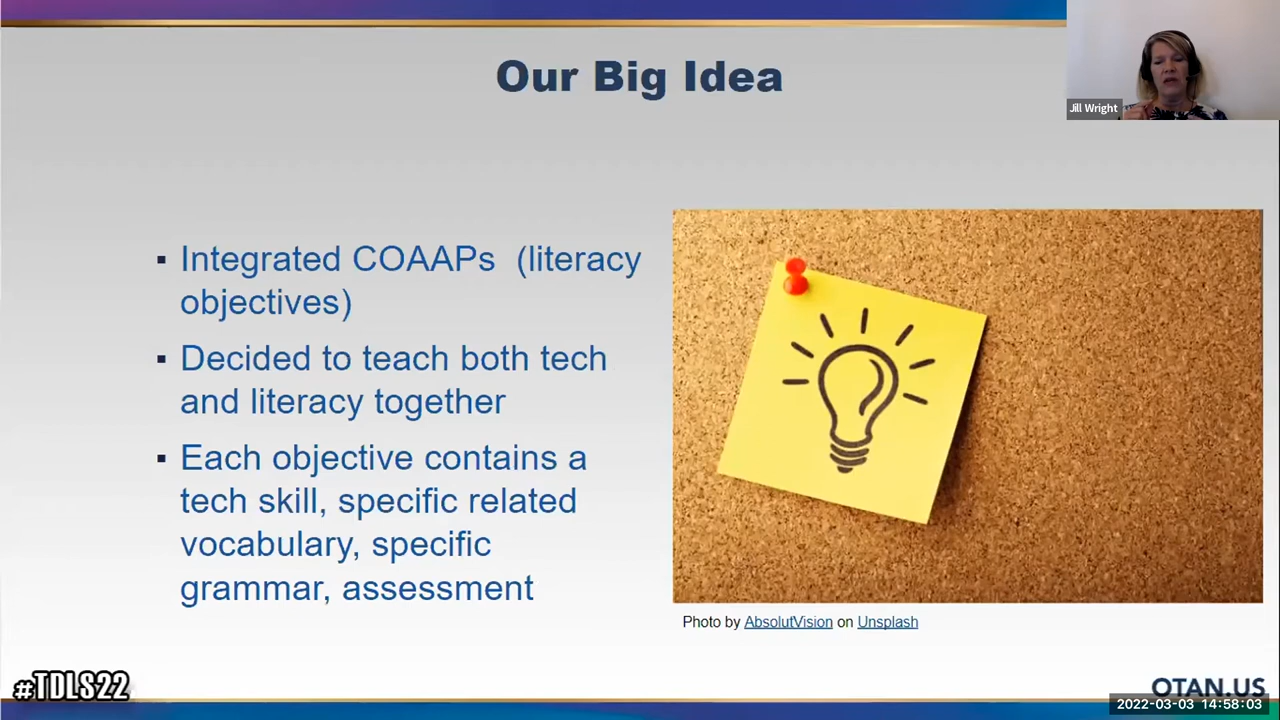 Our Big Idea
Jill Wright
▪ Integrated COAAPs (literacy
objectives)
▪ Decided to teach both tech
and literacy together
▪ Each objective contains a
tech skill, specific related
vocabulary, specific
grammar, assessment
Photo by AbsolutVision on Unsplash
#TDLS22
OTAN.US
2022-03-03 14:58:03